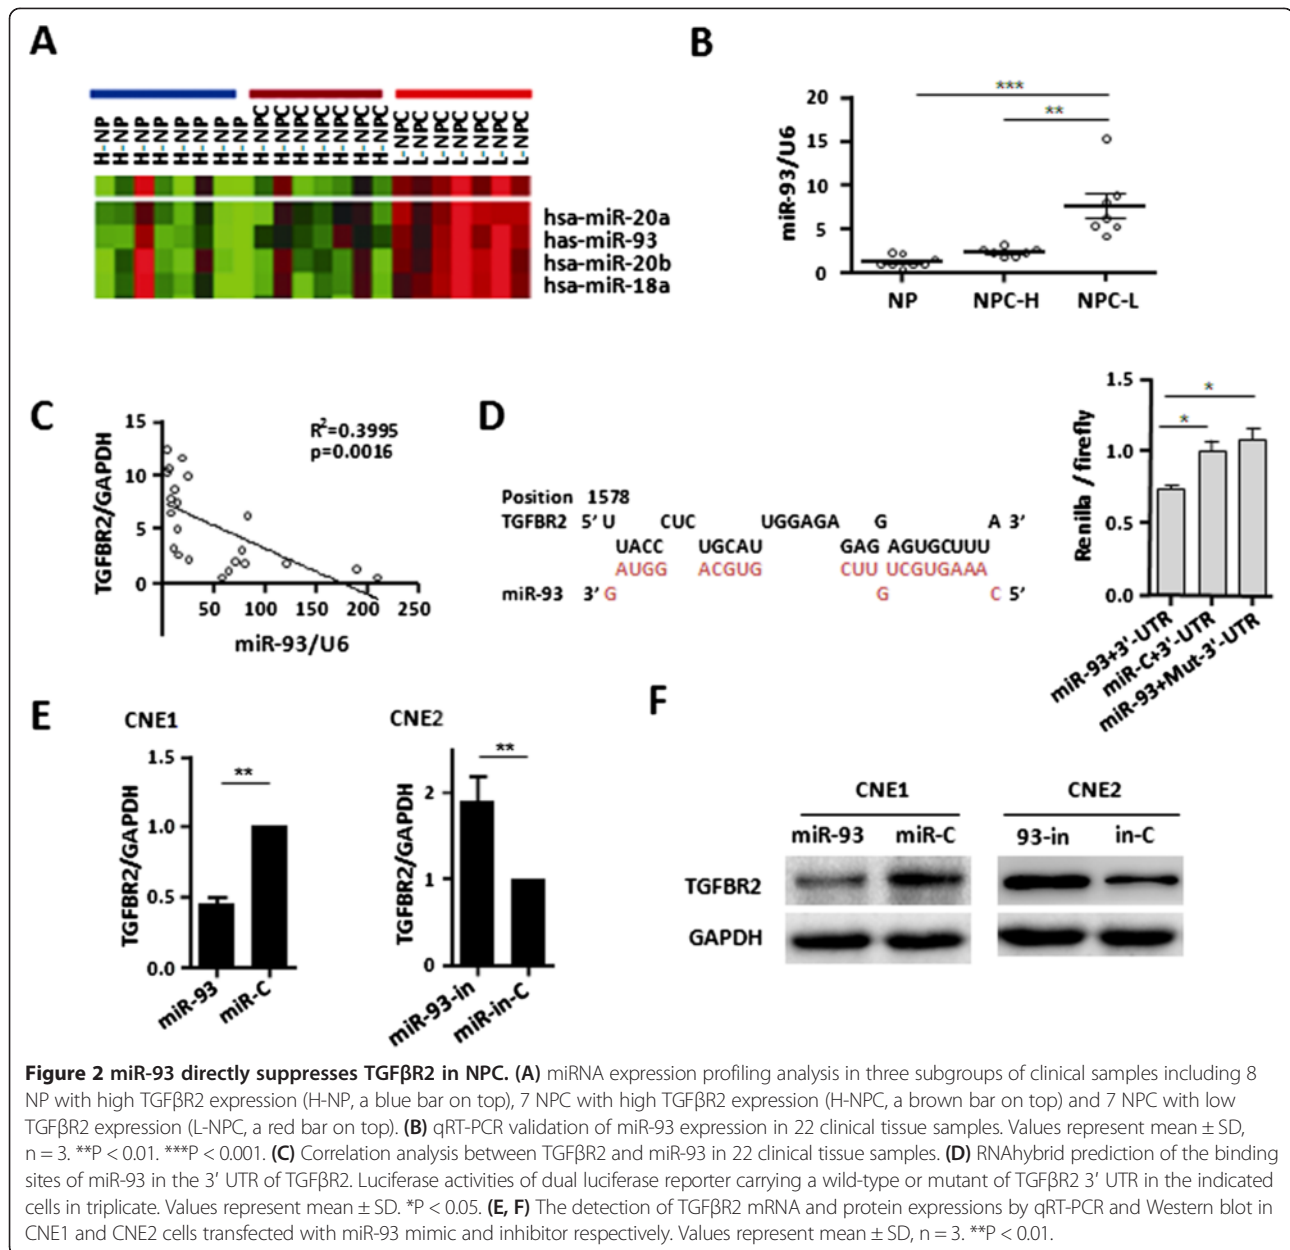 A
H-NP H-NP H-NP H-NP H-NP H-NP H-NP H-NP H-NPC H-NPC H-NPC H-NPC H-NPC H-NPC H-NPC L-NPC L-NPC L-NPC L-NPC L-NPC L-NPC L-NPC
hsa-miR-20a
has-miR-93
hsa-miR-20b
hsa-miR-18a
B
miR-93/U6
20
15
10
5
0
***
**
NP NPC-H NPC-L
C
TGFBR2/GAPDH
15
10
5
0
R²=0.3995
p=0.0016
50 100 150 200 250
miR-93/U6
D
Position 1578
TGFBR2 5' U CUC UGGAGA G A 3'
UACC UGCAU GAG AGUGCUUU
AUGG ACGUG CUU UCGUGAAA
miR-93 3' G G C 5'
Renilla /firefly
1.5
1.0
0.5
0.0
*
*
miR-93+3'-UTR
miR-C+3'-UTR
miR-93+Mut-3'-UTR
E
CNE1
TGFBR2/GAPDH
1.5
1.0
0.5
0.0
**
miR-93
miR-C
CNE2
TGFBR2/GAPDH
2
1
0
**
miR-93-in
miR-in-C
F
CNE1 CNE2
miR-93 miR-C 93-in in-C
TGFBR2
GAPDH
Figure 2 miR-93 directly suppresses TGFβR2 in NPC. (A) miRNA expression profiling analysis in three subgroups of clinical samples including 8
NP with high TGFβR2 expression (H-NP, a blue bar on top), 7 NPC with high TGFβR2 expression (H-NPC, a brown bar on top) and 7 NPC with low
TGFβR2 expression (L-NPC, a red bar on top). (B) qRT-PCR validation of miR-93 expression in 22 clinical tissue samples. Values represent mean ± SD,
n = 3. **P < 0.01. ***P < 0.001. (C) Correlation analysis between TGFβR2 and miR-93 in 22 clinical tissue samples. (D) RNAhybrid prediction of the binding
sites of miR-93 in the 3′ UTR of TGFβR2. Luciferase activities of dual luciferase reporter carrying a wild-type or mutant of TGFβR2 3′ UTR in the indicated
cells in triplicate. Values represent mean ± SD. *P < 0.05. (E, F) The detection of TGFβR2 mRNA and protein expressions by qRT-PCR and Western blot in
CNE1 and CNE2 cells transfected with miR-93 mimic and inhibitor respectively. Values represent mean ± SD, n = 3. **P < 0.01.